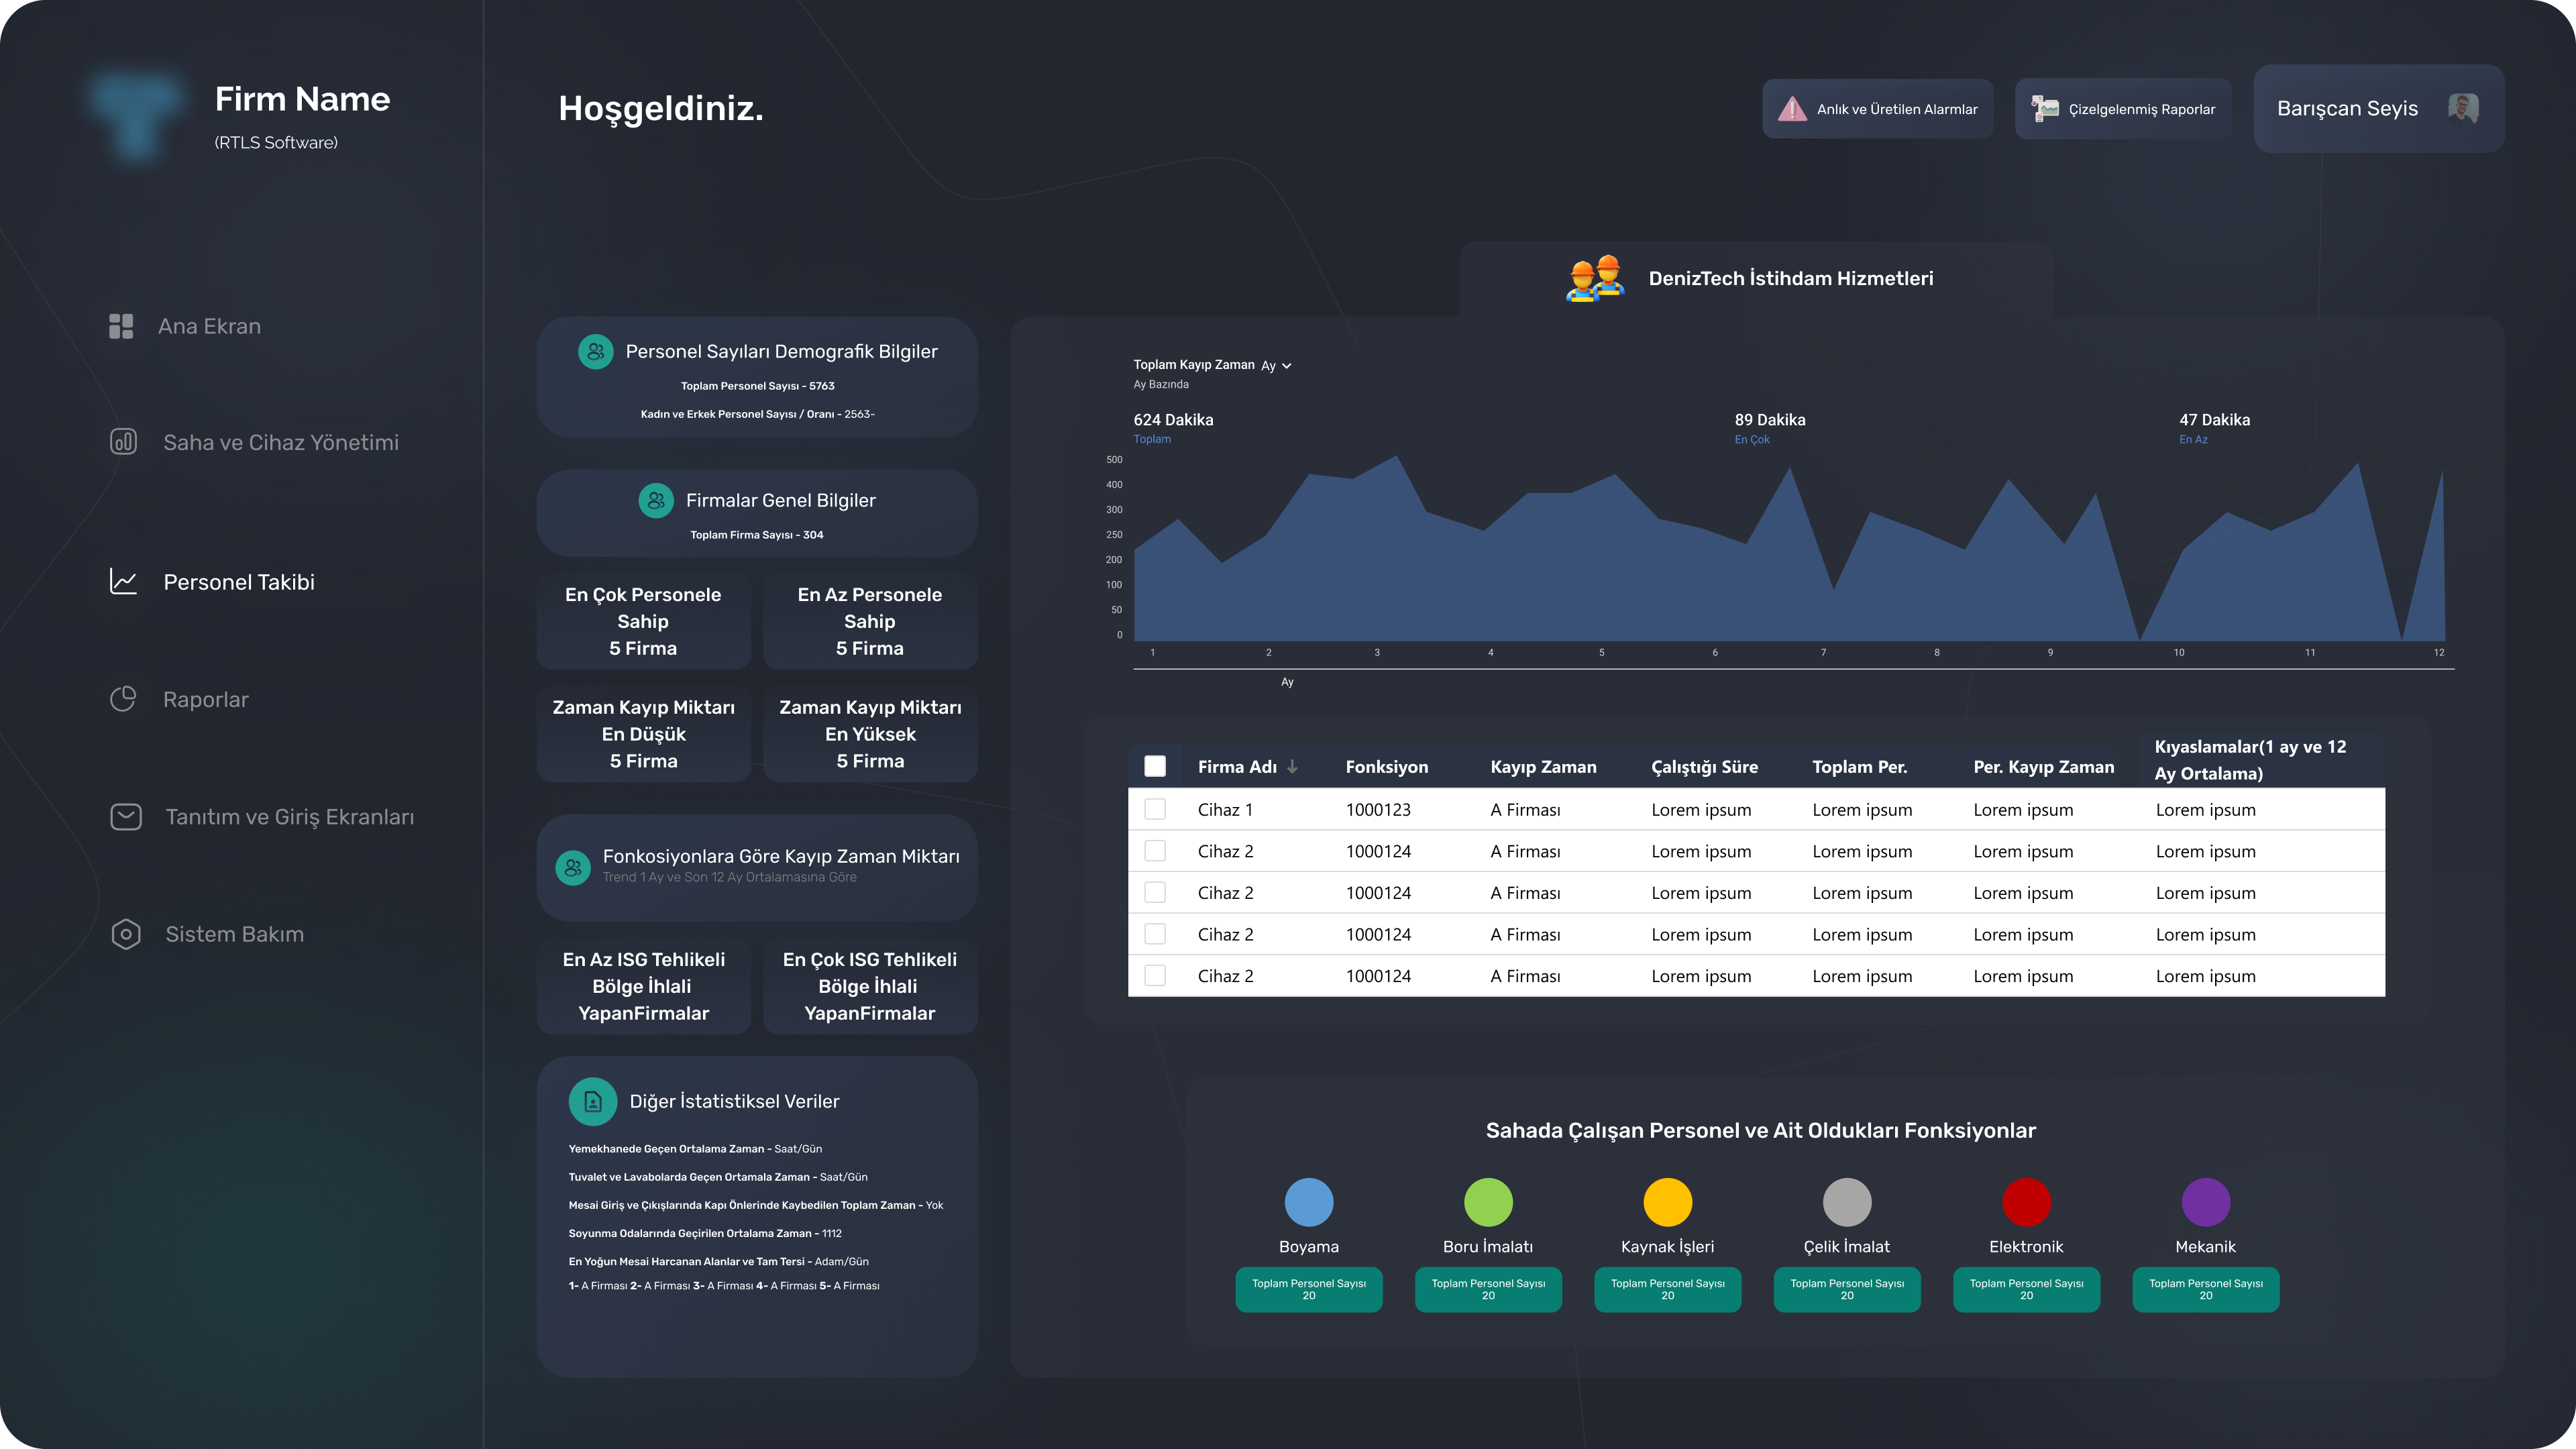 Firm Name
(RTLS Software)
Hoşgeldiniz.
Anlık ve Üretilen Alarmlar
Çizelgelenmiş Raporlar
Barışcan Seyis
Ana Ekran
Saha ve Cihaz Yönetimi
Personel Takibi
Raporlar
Tanıtım ve Giriş Ekranları
Sistem Bakım
Personel Sayıları Demografik Bilgiler
Toplam Personel Sayısı - 5763
Kadın ve Erkek Personel Sayısı / Oranı - 2563-
Firmalar Genel Bilgiler
Toplam Firma Sayısı - 304
En Çok Personele
Sahip
5 Firma
En Az Personele
Sahip
5 Firma
Zaman Kayıp Miktarı
En Düşük
5 Firma
Zaman Kayıp Miktarı
En Yüksek
5 Firma
Fonkosiyonlara Göre Kayıp Zaman Miktarı
Trend 1 Ay ve Son 12 Ay Ortalamasına Göre
En Az ISG Tehlikeli
Bölge İhlali
YapanFirmalar
En Çok ISG Tehlikeli
Bölge İhlali
YapanFirmalar
Diğer İstatistiksel Veriler
Yemekhanede Geçen Ortalama Zaman - Saat/Gün
Tuvalet ve Lavabolarda Geçen Ortamala Zaman - Saat/Gün
Mesai Giriş ve Çıkışlarında Kapı Önlerinde Kaybedilen Toplam Zaman - Yok
Soyunma Odalarında Geçirilen Ortalama Zaman - 1112
En Yoğun Mesai Harcanan Alanlar ve Tam Tersi - Adam/Gün
1- A Firması 2- A Firması 3- A Firması 4- A Firması 5- A Firması
DenizTech İstihdam Hizmetleri
Toplam Kayıp Zaman Ay
Ay Bazında
624 Dakika
Toplam
89 Dakika
En Çok
47 Dakika
En Az
500
400
300
250
200
100
50
0
1 2 3 4 5 6 7 8 9 10 11 12
Ay
Firma Adı Fonksiyon Kayıp Zaman Çalıştığı Süre Toplam Per. Per. Kayıp Zaman Kıyaslamalar(1 ay ve 12
Ay Ortalama)
Cihaz 1 1000123 A Firması Lorem ipsum Lorem ipsum Lorem ipsum Lorem ipsum
Cihaz 2 1000124 A Firması Lorem ipsum Lorem ipsum Lorem ipsum Lorem ipsum
Cihaz 2 1000124 A Firması Lorem ipsum Lorem ipsum Lorem ipsum Lorem ipsum
Cihaz 2 1000124 A Firması Lorem ipsum Lorem ipsum Lorem ipsum Lorem ipsum
Cihaz 2 1000124 A Firması Lorem ipsum Lorem ipsum Lorem ipsum Lorem ipsum
Sahada Çalışan Personel ve Ait Oldukları Fonksiyonlar
Boyama
Toplam Personel Sayısı
20
Boru İmalatı
Toplam Personel Sayısı
20
Kaynak İşleri
Toplam Personel Sayısı
20
Çelik İmalat
Toplam Personel Sayısı
20
Elektronik
Toplam Personel Sayısı
20
Mekanik
Toplam Personel Sayısı
20